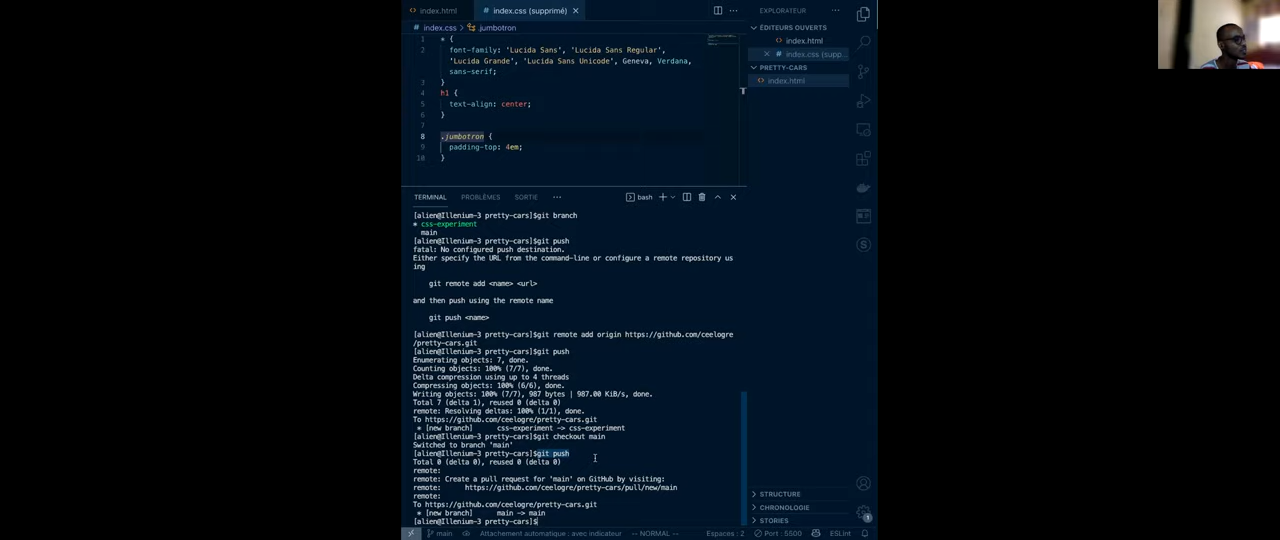 index.html
index.css (supprimé)
index.css > .jumbotron
1 * {
2 font-family: 'Lucida Sans', 'Lucida Sans Regular',
'Lucida Grande', 'Lucida Sans Unicode', Geneva, Verdana,
sans-serif;
3 }
4 h1 {
5 text-align: center;
6 }
7
8 .jumbotron {
9 padding-top: 4em;
10 }
TERMINAL PROBLÈMES SORTIE
bash
[alien@Illenium-3 pretty-cars]$git branch
* css-experiment
main
[alien@Illenium-3 pretty-cars]$git push
fatal: No configured push destination.
Either specify the URL from the command-line or configure a remote repository us
ing
git remote add <name> <url>
and then push using the remote name
git push <name>
[alien@Illenium-3 pretty-cars]$git remote add origin https://github.com/ceelogre
/pretty-cars.git
[alien@Illenium-3 pretty-cars]$git push
Enumerating objects: 7, done.
Counting objects: 100% (7/7), done.
Delta compression using up to 4 threads
Compressing objects: 100% (6/6), done.
Writing objects: 100% (7/7), 987 bytes | 987.00 KiB/s, done.
Total 7 (delta 1), reused 0 (delta 0)
remote: Resolving deltas: 100% (1/1), done.
To https://github.com/ceelogre/pretty-cars.git
* [new branch] css-experiment -> css-experiment
[alien@Illenium-3 pretty-cars]$git checkout main
Switched to branch 'main'
[alien@Illenium-3 pretty-cars]$git push
Total 0 (delta 0), reused 0 (delta 0)
remote:
remote: Create a pull request for 'main' on GitHub by visiting:
remote: https://github.com/ceelogre/pretty-cars/pull/new/main
remote:
To https://github.com/ceelogre/pretty-cars.git
* [new branch] main -> main
[alien@Illenium-3 pretty-cars]$
main
Attachement automatique : avec indicateur
-- NORMAL --
Espaces : 2
Port : 5500
ESLint
EXPLORATEUR
ÉDITEURS OUVERTS
index.html
index.css (supp...
PRETTY-CARS
index.html
STRUCTURE
CHRONOLOGIE
STORIES
1